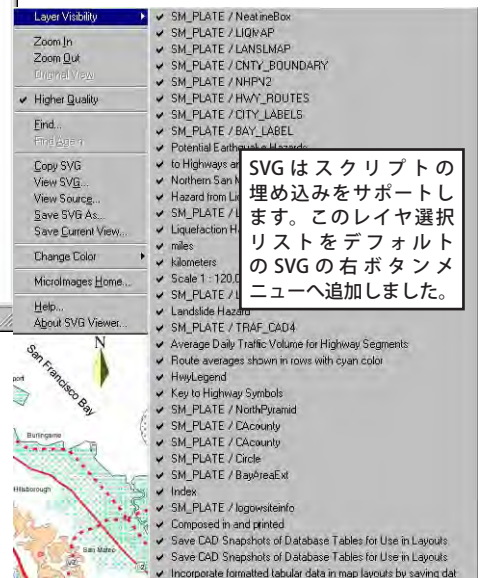 Layer Visibility
Zoom In
Zoom Out
Original View
Higher Quality
Find...
Find Again
Copy SVG
View SVG...
View Source...
Save SVG As...
Save Current View...
Change Color
MicroImages Home...
Help...
About SVG Viewer...
SM_PLATE / NeatlineBox
SM_PLATE / LIQMAP
SM_PLATE / LANSLMAP
SM_PLATE / CNTY_BOUNDARY
SM_PLATE / NHPN2
SM_PLATE / HWY_ROUTES
SM_PLATE / CITY_LABELS
SM_PLATE / BAY_LABEL
Potential Earthquake Hazards
to Highways
Northern San
Hazard from
SM_PLATE /
Liquefaction
miles
kilometers
Scale 1 : 120,0
SM_PLATE /
Landslide Hazard
SM_PLATE / TRAF_CAD4
Average Daily Traffic Volume for Highway Segments
Route averages shown in rows with cyan color
HwyLegend
Key to Highway Symbols
SM_PLATE / NorthPyramid
SM_PLATE / CAcounty
SM_PLATE / CAcounty
SM_PLATE / Circle
SM_PLATE / BayAreaExt
Index
SM_PLATE / logowsiteinfo
Composed in and printed
Save CAD Snapshots of Database Tables for Use in Layouts
Save CAD Snapshots of Database Tables for Use in Layouts
Incorporate formatted tabular data in map layouts by saving dat
SVG はスクリプトの
埋め込みをサポートし
ます。このレイヤ選択
リストをデフォルト
の SVG の右ボタンメ
ニューへ追加しました。
N
San Francisco Bay
Burlingame
Hillsborough
San Mateo